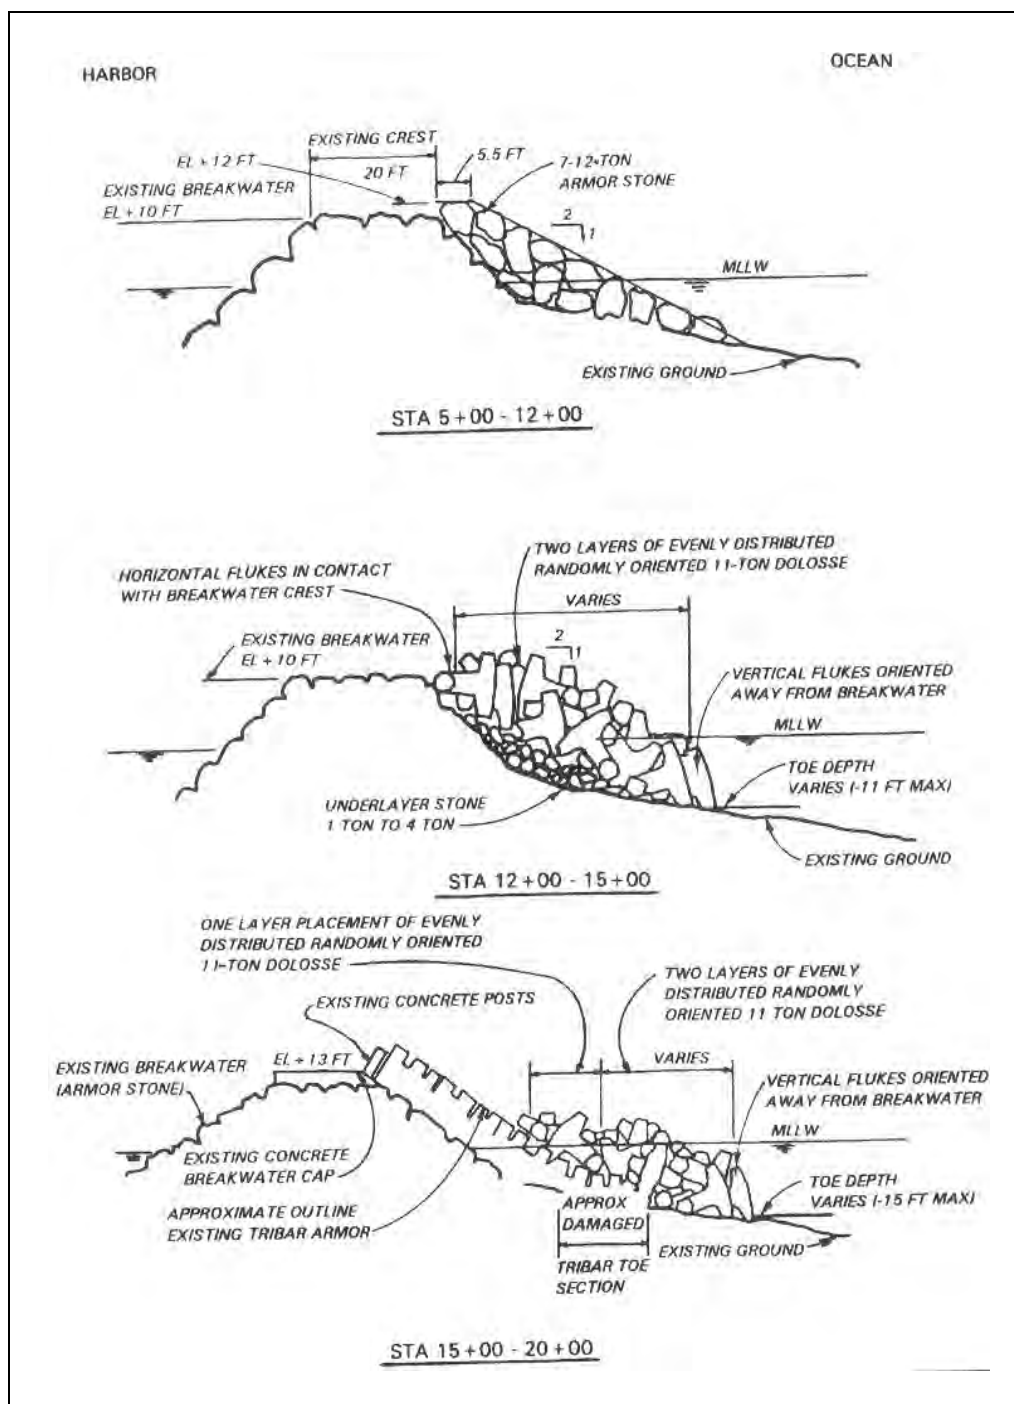 HARBOR
OCEAN
EXISTING CREST
EL + 12 FT
20 FT
5.5 FT
7-12-TON
ARMOR STONE
EXISTING BREAKWATER
EL + 10 FT
2
1
MLLW
EXISTING GROUND
STA 5+00 - 12+00
TWO LAYERS OF EVENLY DISTRIBUTED
RANDOMLY ORIENTED 11-TON DOLOSSE
HORIZONTAL FLUKES IN CONTACT
WITH BREAKWATER CREST
VARIES
EXISTING BREAKWATER
EL + 10 FT
2
1
VERTICAL FLUKES ORIENTED
AWAY FROM BREAKWATER
MLLW
TOE DEPTH
VARIES (-11 FT MAX)
UNDERLAYER STONE
1 TON TO 4 TON
EXISTING GROUND
STA 12+00 - 15+00
ONE LAYER PLACEMENT OF EVENLY
DISTRIBUTED RANDOMLY ORIENTED
11-TON DOLOSSE
TWO LAYERS OF EVENLY
DISTRIBUTED RANDOMLY
ORIENTED 11 TON DOLOSSE
EXISTING CONCRETE POSTS
EXISTING BREAKWATER
(ARMOR STONE)
EL + 13 FT
VARIES
VERTICAL FLUKES ORIENTED
AWAY FROM BREAKWATER
MLLW
EXISTING CONCRETE
BREAKWATER CAP
TOE DEPTH
VARIES (-15 FT MAX)
APPROXIMATE OUTLINE
EXISTING TRIBAR ARMOR
APPROX
DAMAGED
TRIBAR TOE
SECTION
EXISTING GROUND
STA 15+00 - 20+00